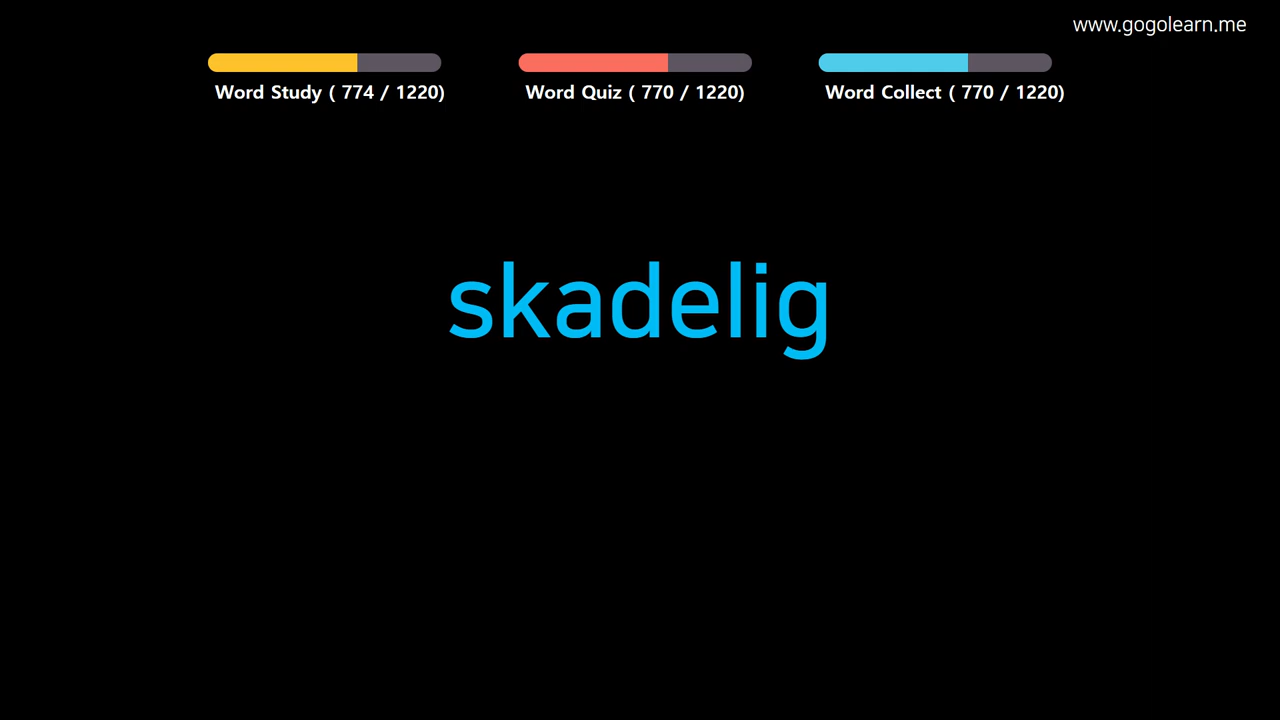 www.gogolearn.me
Word Study ( 774 / 1220)
Word Quiz ( 770 / 1220)
Word Collect ( 770 / 1220)
skadelig